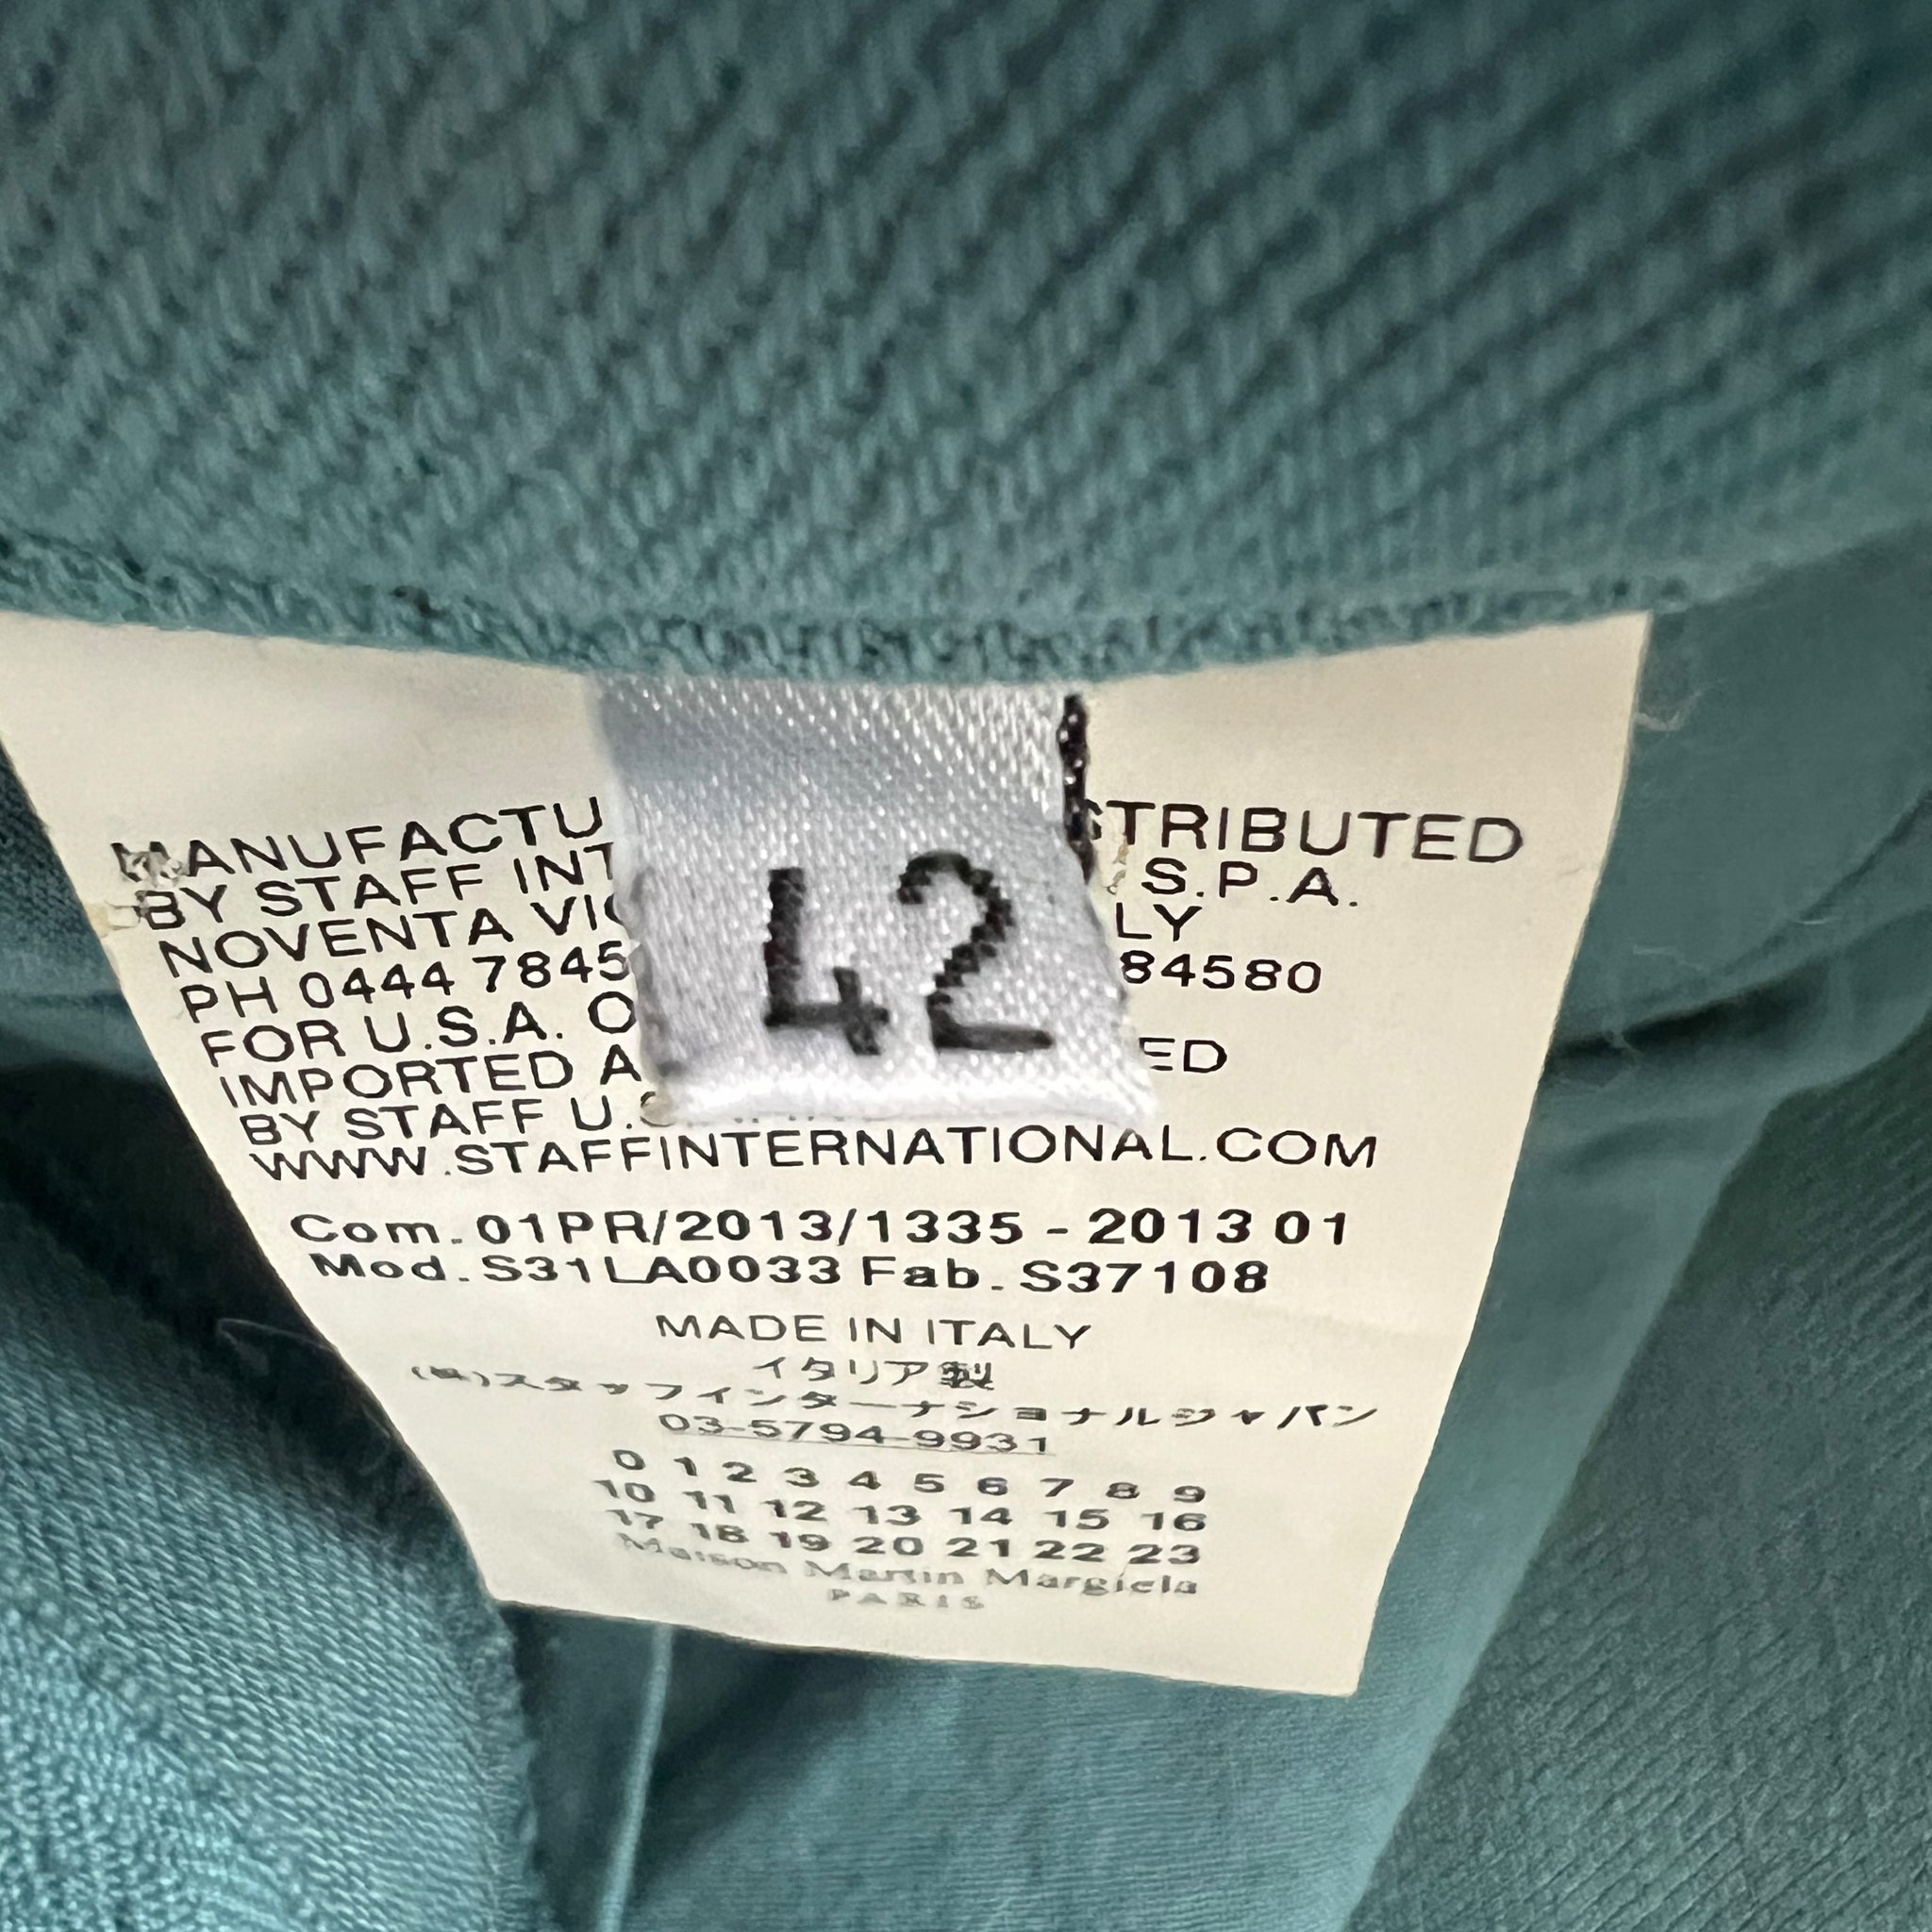 42
MANUFACTU STRIBUTED
BY STAFF INT S.P.A.
NOVENTA VIC LY
PH 0444 7845 84580
FOR U.S.A. O
IMPORTED A ED
BY STAFF U.S
WWW.STAFFINTERNATIONAL.COM
Com. 01PR/2013/1335 - 2013 01
Mod. S31LA0033 Fab. S37108
MADE IN ITALY
イタリア製
(株)スタッフインターナショナルジャパン
03-5794-9931
0 1 2 3 4 5 6 7 8 9
10 11 12 13 14 15 16
17 18 19 20 21 22 23
Maison Martin Margiela
PARIS